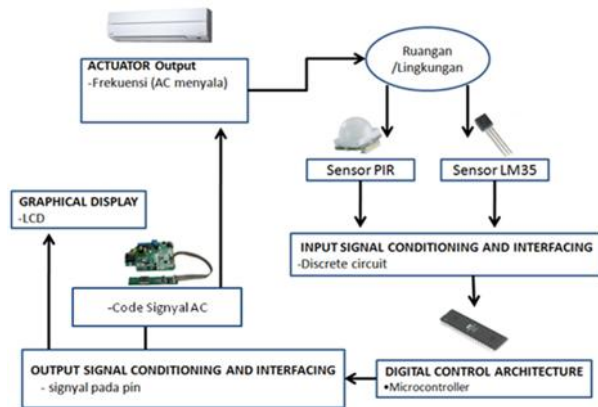 ACTUATOR Output
-Frekuensi (AC menyala)
Ruangan
/Lingkungan
Sensor PIR
Sensor LM35
GRAPHICAL DISPLAY
-LCD
INPUT SIGNAL CONDITIONING AND INTERFACING
-Discrete circuit
-Code Signyal AC
OUTPUT SIGNAL CONDITIONING AND INTERFACING
- signyal pada pin
DIGITAL CONTROL ARCHITECTURE
•Microcontroller